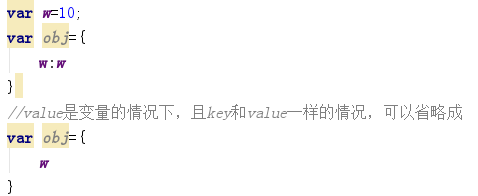 var w=10;
var obj={
    w:w
}
//value是变量的情况下，且key和value一样的情况，可以省略成
var obj={
    w
}